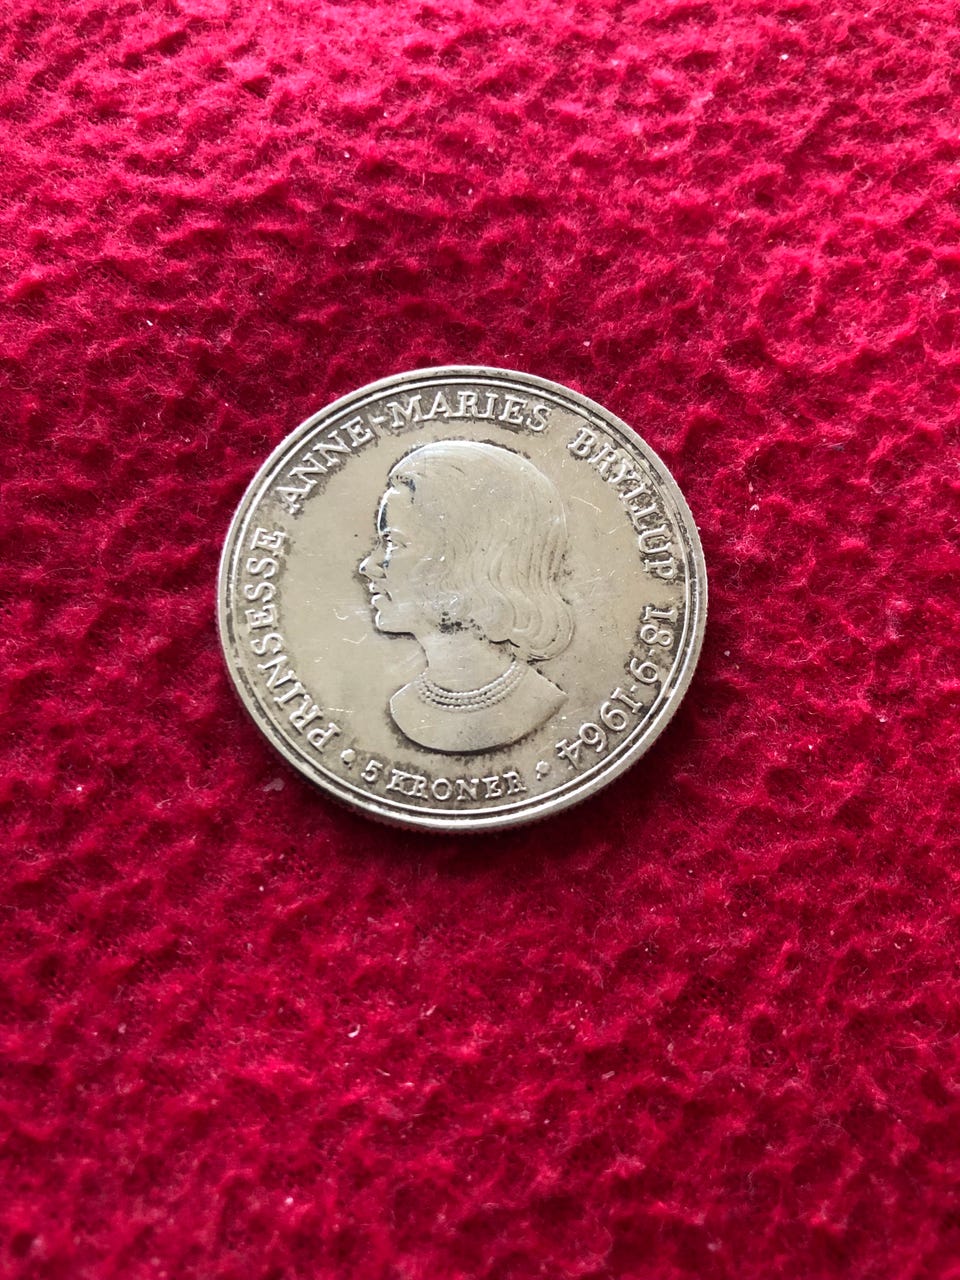 PRINSESSE ANNE-MARIES BRYLLUP 18-9-1964
• 5 KRONER •